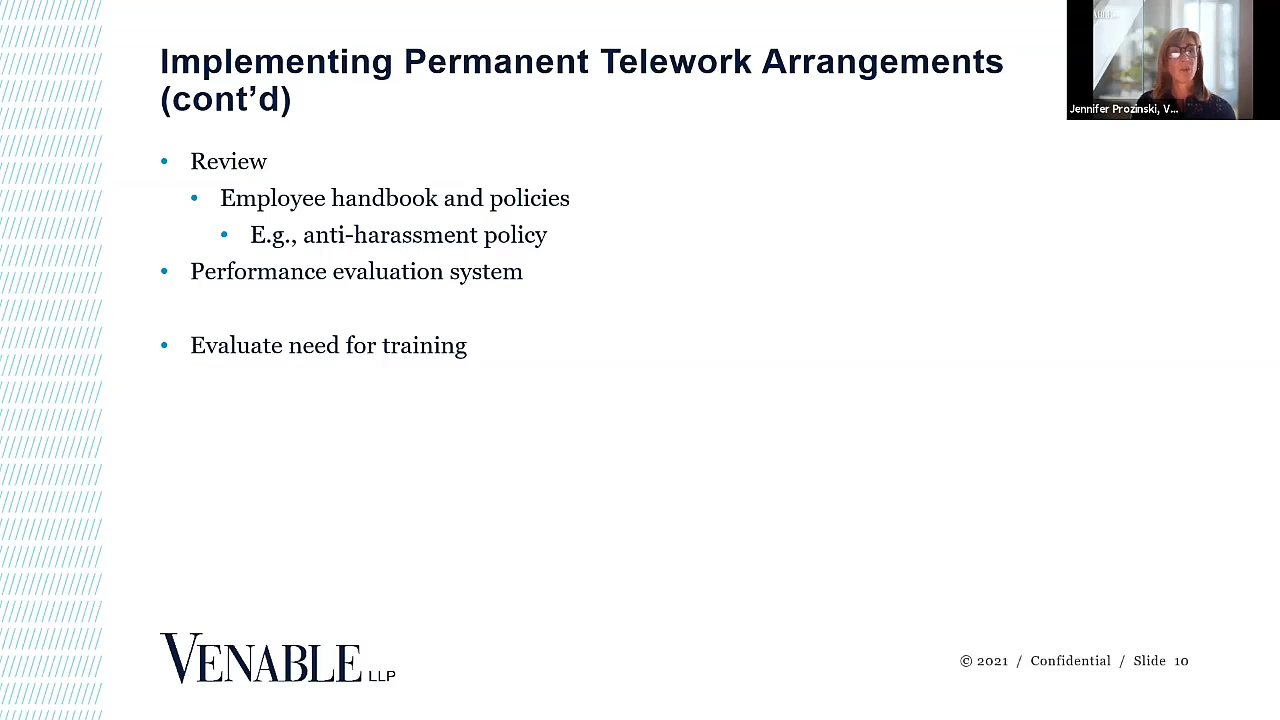 Implementing Permanent Telework Arrangements
(cont’d)
Jennifer Prozinski, V...
• Review
• Employee handbook and policies
• E.g., anti-harassment policy
• Performance evaluation system
• Evaluate need for training
VENABLE LLP
© 2021 / Confidential / Slide 10